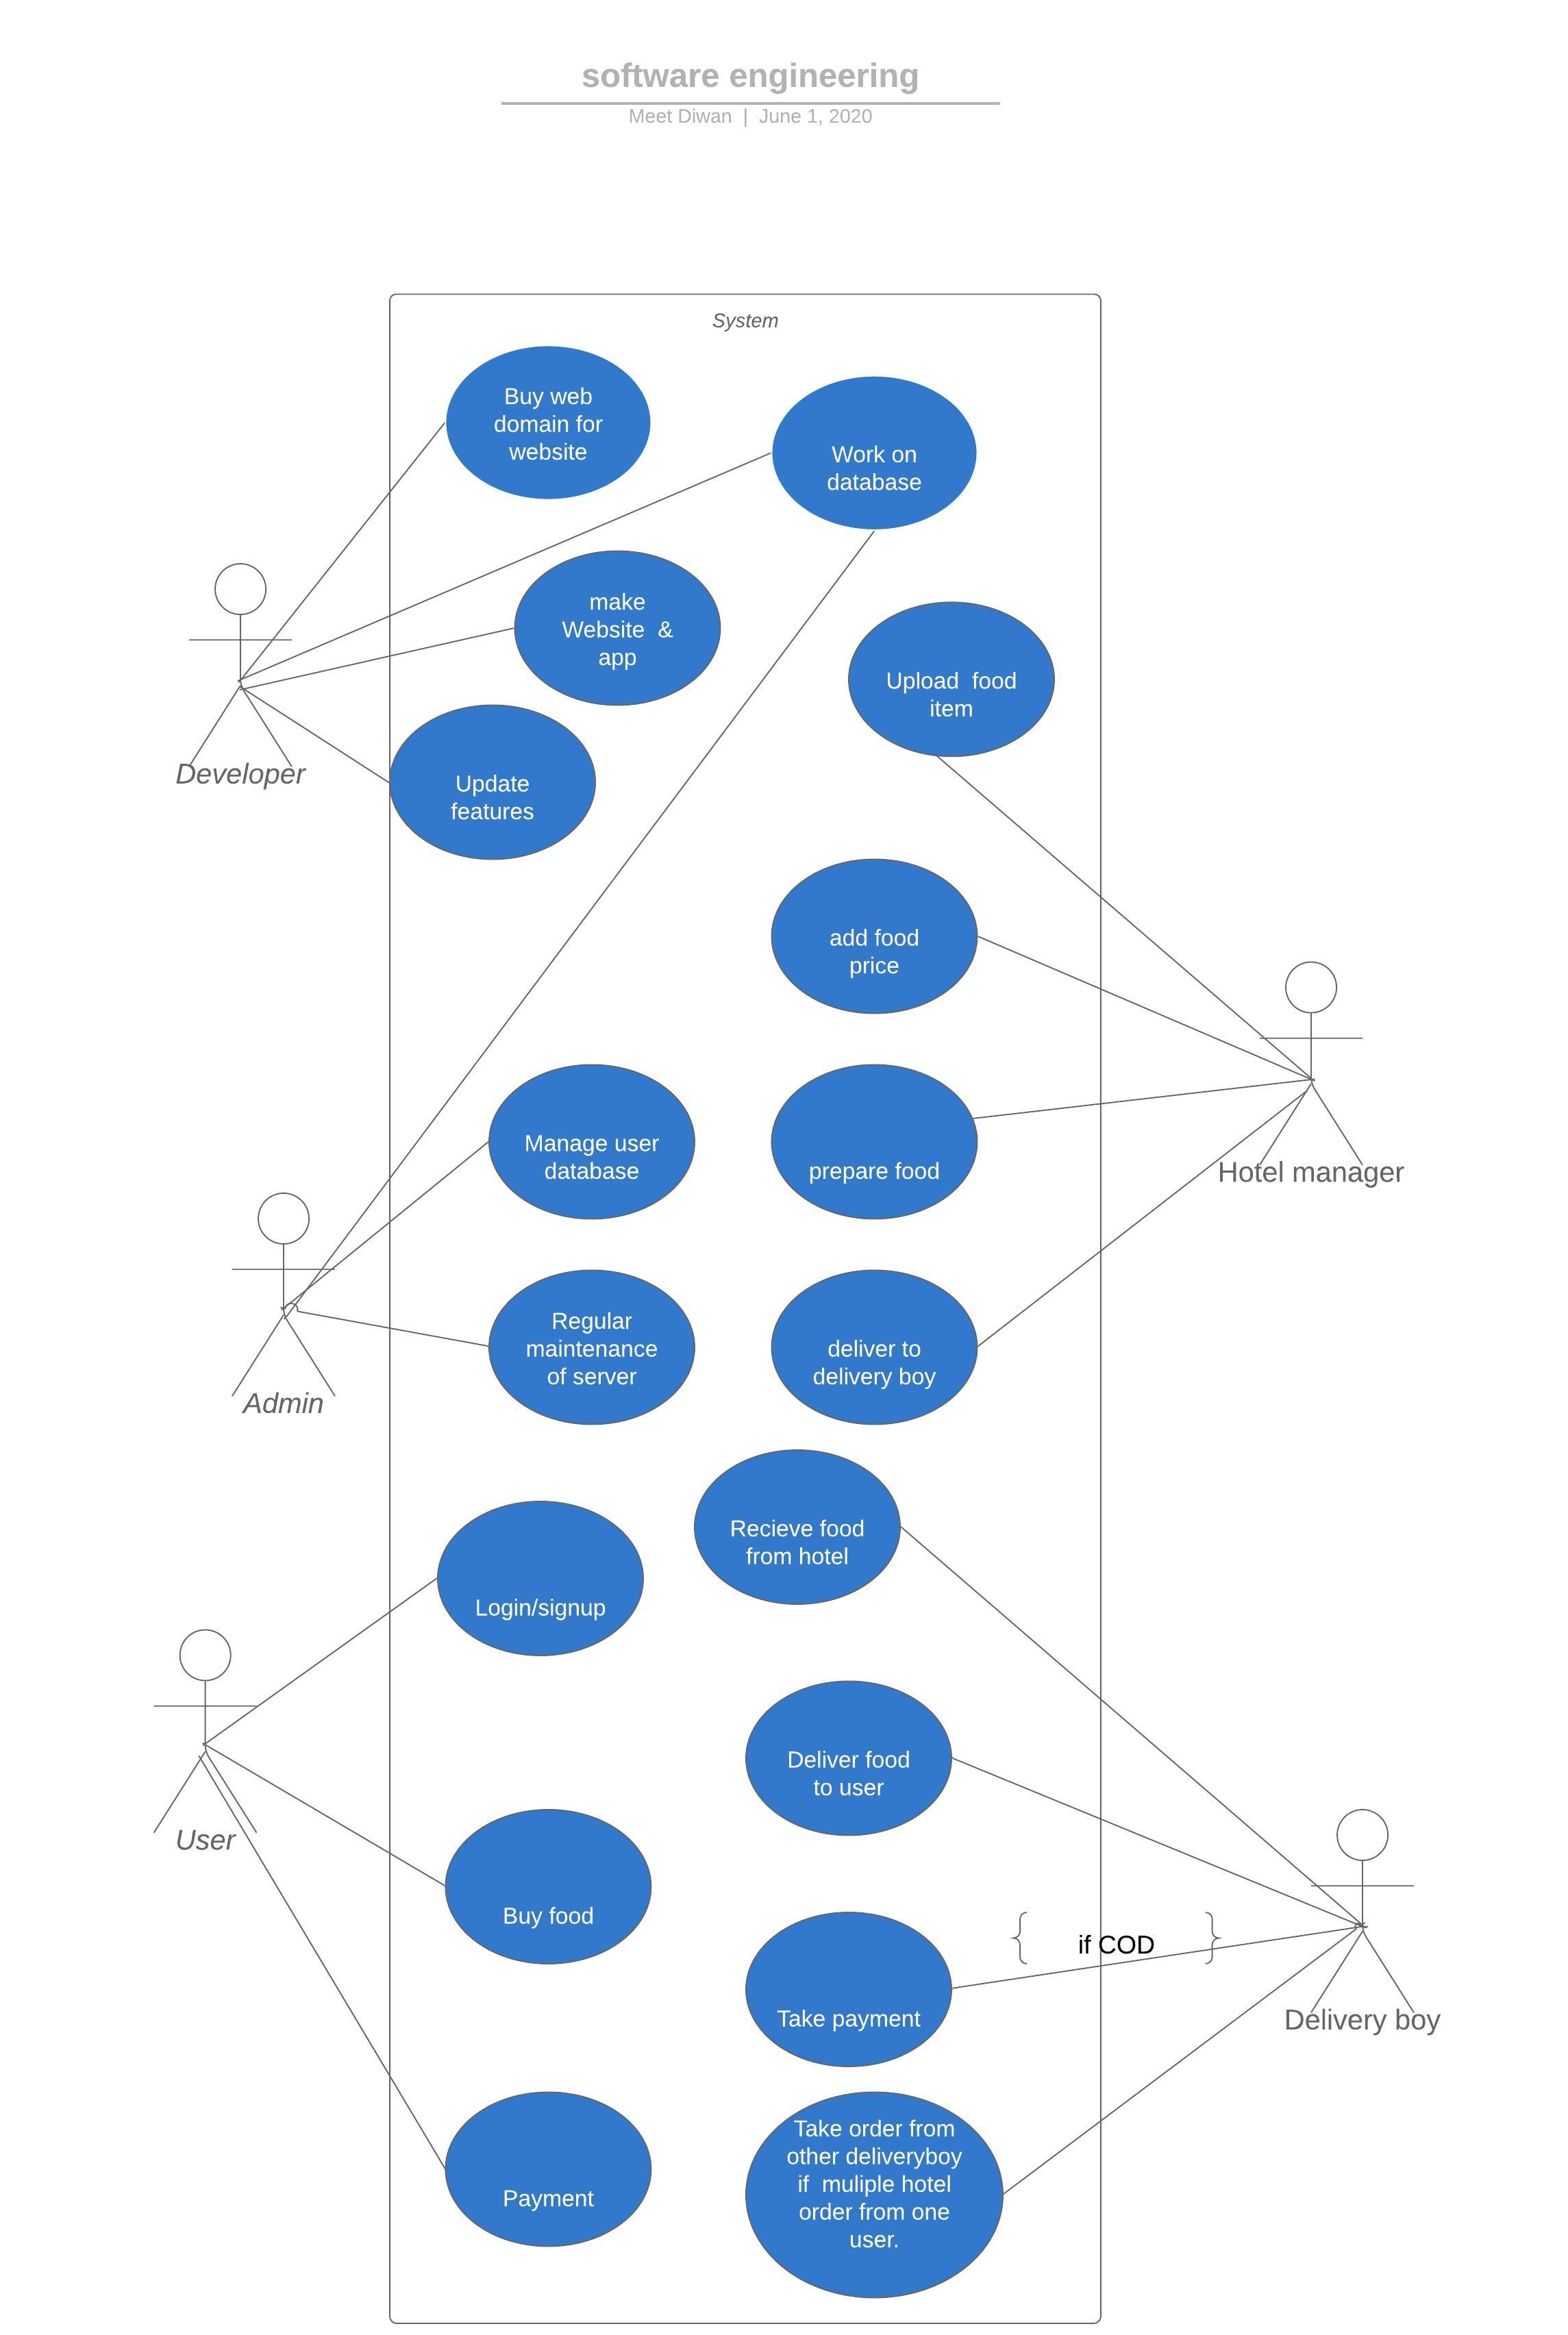 software engineering
Meet Diwan | June 1, 2020
System
Buy web
domain for
website
Work on
database
make
Website &
app
Upload food
item
Developer
Update
features
add food
price
Manage user
database
prepare food
Hotel manager
Regular
maintenance
of server
deliver to
delivery boy
Admin
Recieve food
from hotel
Login/signup
Deliver food
to user
User
Buy food
if COD
Take payment
Delivery boy
Payment
Take order from
other deliveryboy
if muliple hotel
order from one
user.